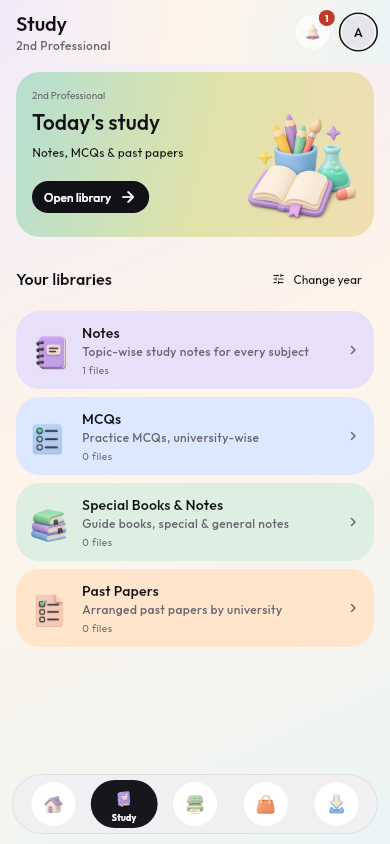 Study
2nd Professional
1
A
2nd Professional
Today's study
Notes, MCQs & past papers
Open library
Your libraries
Change year
Notes
Topic-wise study notes for every subject
1 files
MCQs
Practice MCQs, university-wise
0 files
Special Books & Notes
Guide books, special & general notes
0 files
Past Papers
Arranged past papers by university
0 files
Study